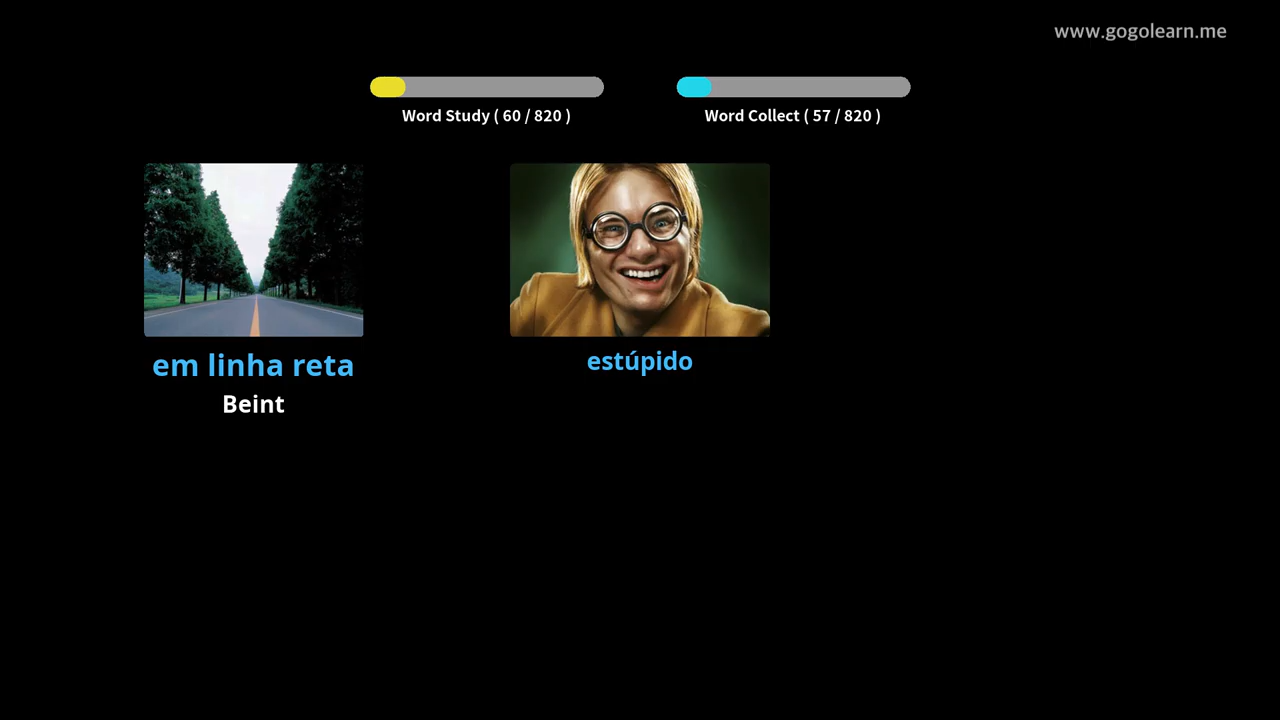 www.gogolearn.me
Word Study ( 60 / 820 )
Word Collect ( 57 / 820 )
em linha reta
Beint
estúpido